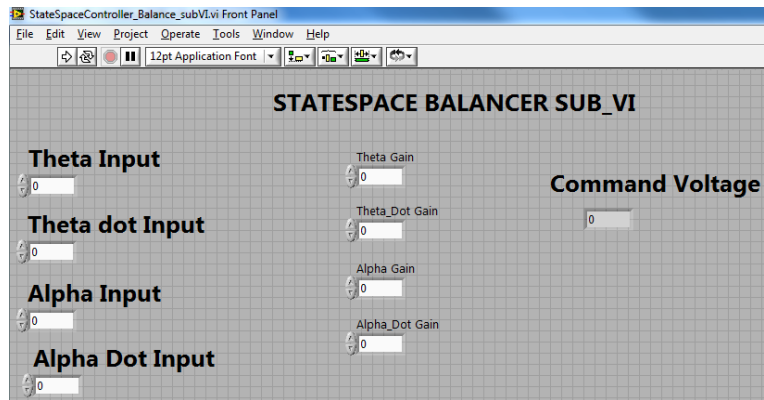 StateSpaceController_Balance_subVI.vi Front Panel
File Edit View Project Operate Tools Window Help
12pt Application Font
STATESPACE BALANCER SUB_VI
Theta Input
0
Theta Gain
0
Command Voltage
0
Theta dot Input
0
Theta_Dot Gain
0
Alpha Input
0
Alpha Gain
0
Alpha Dot Input
0
Alpha_Dot Gain
0